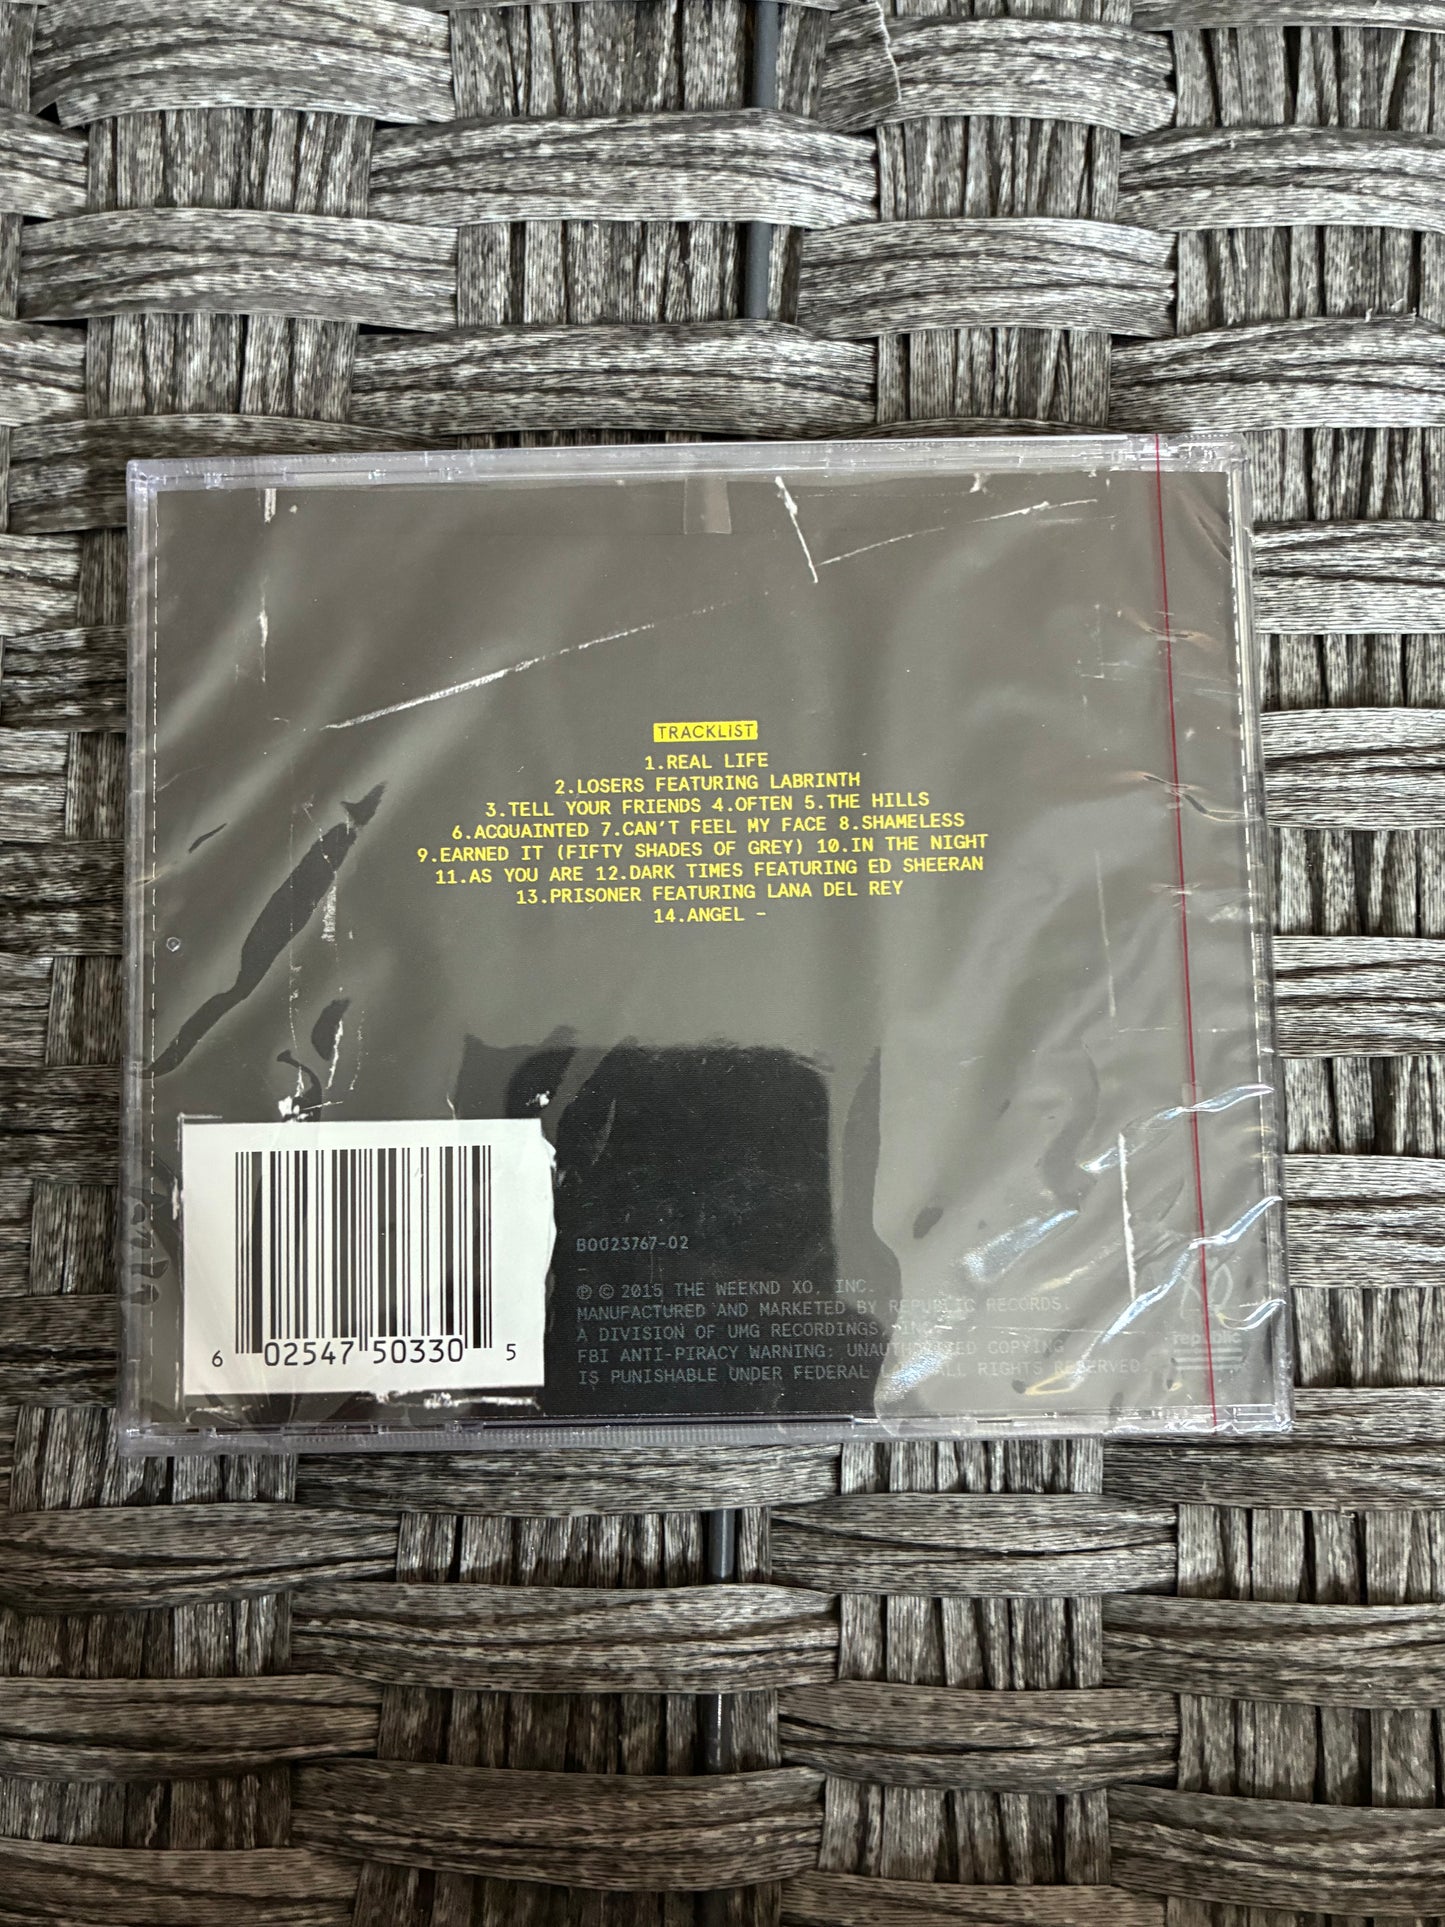 TRACKLIST
1.REAL LIFE
2.LOSERS FEATURING LABRINTH
3.TELL YOUR FRIENDS 4.OFTEN 5.THE HILLS
6.ACQUAINTED 7.CAN'T FEEL MY FACE 8.SHAMELESS
9.EARNED IT (FIFTY SHADES OF GREY) 10.IN THE NIGHT
11.AS YOU ARE 12.DARK TIMES FEATURING ED SHEERAN
13.PRISONER FEATURING LANA DEL REY
14.ANGEL –
6 02547 50330 5
B0023767-02
–
℗ © 2015 THE WEEKND XO, INC.
MANUFACTURED AND MARKETED BY REPUBLIC RECORDS.
A DIVISION OF UMG RECORDINGS, INC.
FBI ANTI-PIRACY WARNING: UNAUTHORIZED COPYING
IS PUNISHABLE UNDER FEDERAL LAW ALL RIGHTS RESERVED
XO
republic